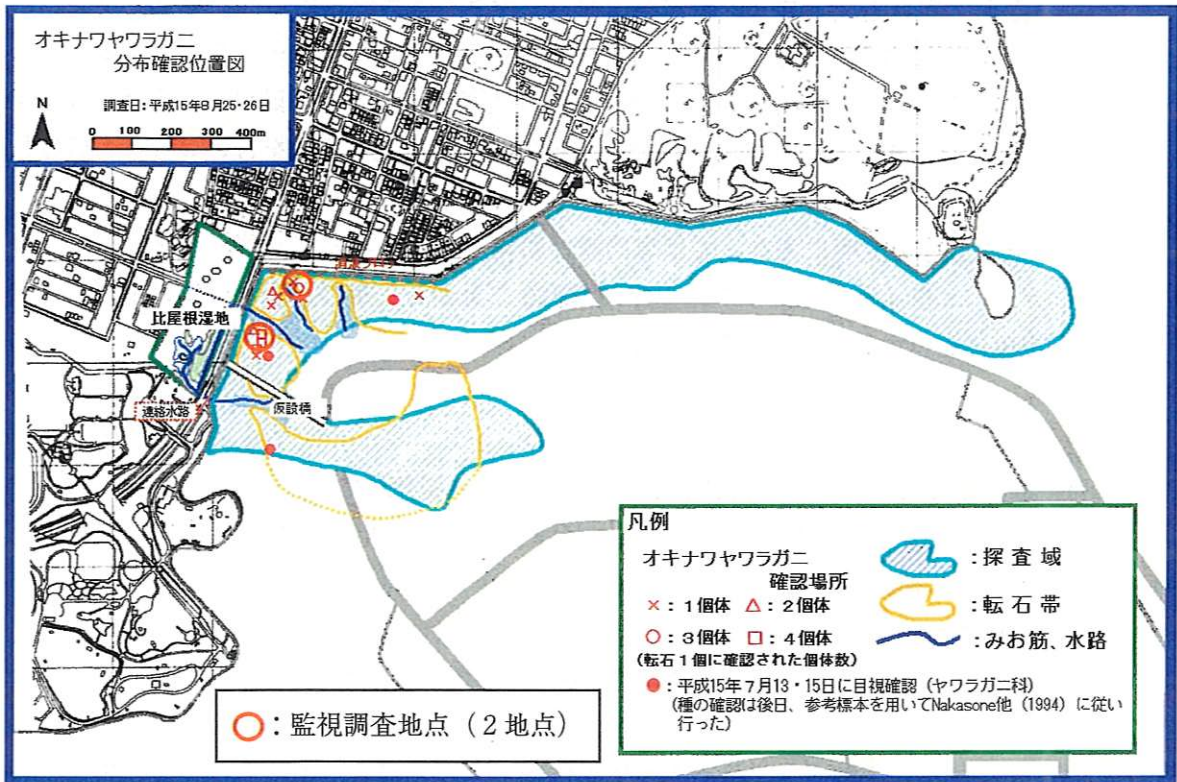 オキナワヤワラガニ
分布確認位置図
N
調査日：平成15年8月25･26日
0 100 200 300 400m
比屋根湿地
連絡水路
仮設橋
凡例
オキナワヤワラガニ
確認場所
×：1個体 △：2個体
○：3個体 □：4個体
(転石1個に確認された個体数)
●：平成15年7月13・15日に目視確認（ヤワラガニ科）
(種の確認は後日、参考標本を用いてNakasone他（1994）に従い
行った)
：探査域
：転石帯
：みお筋、水路
○：監視調査地点（2地点）